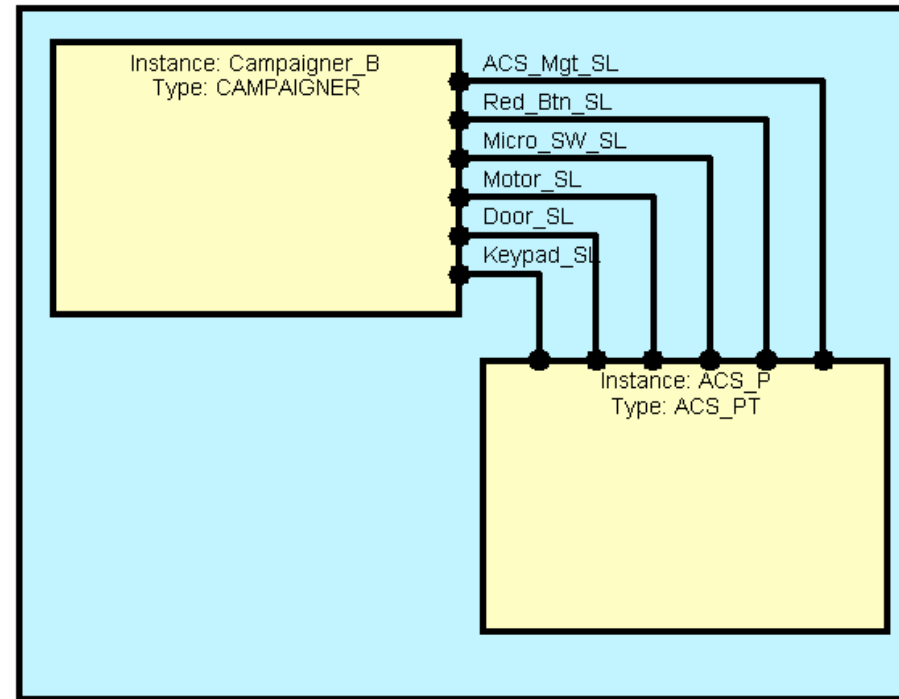 Instance: Campaigner_B
Type: CAMPAIGNER
ACS_Mgt_SL
Red_Btn_SL
Micro_SW_SL
Motor_SL
Door_SL
Keypad_SL
Instance: ACS_P
Type: ACS_PT